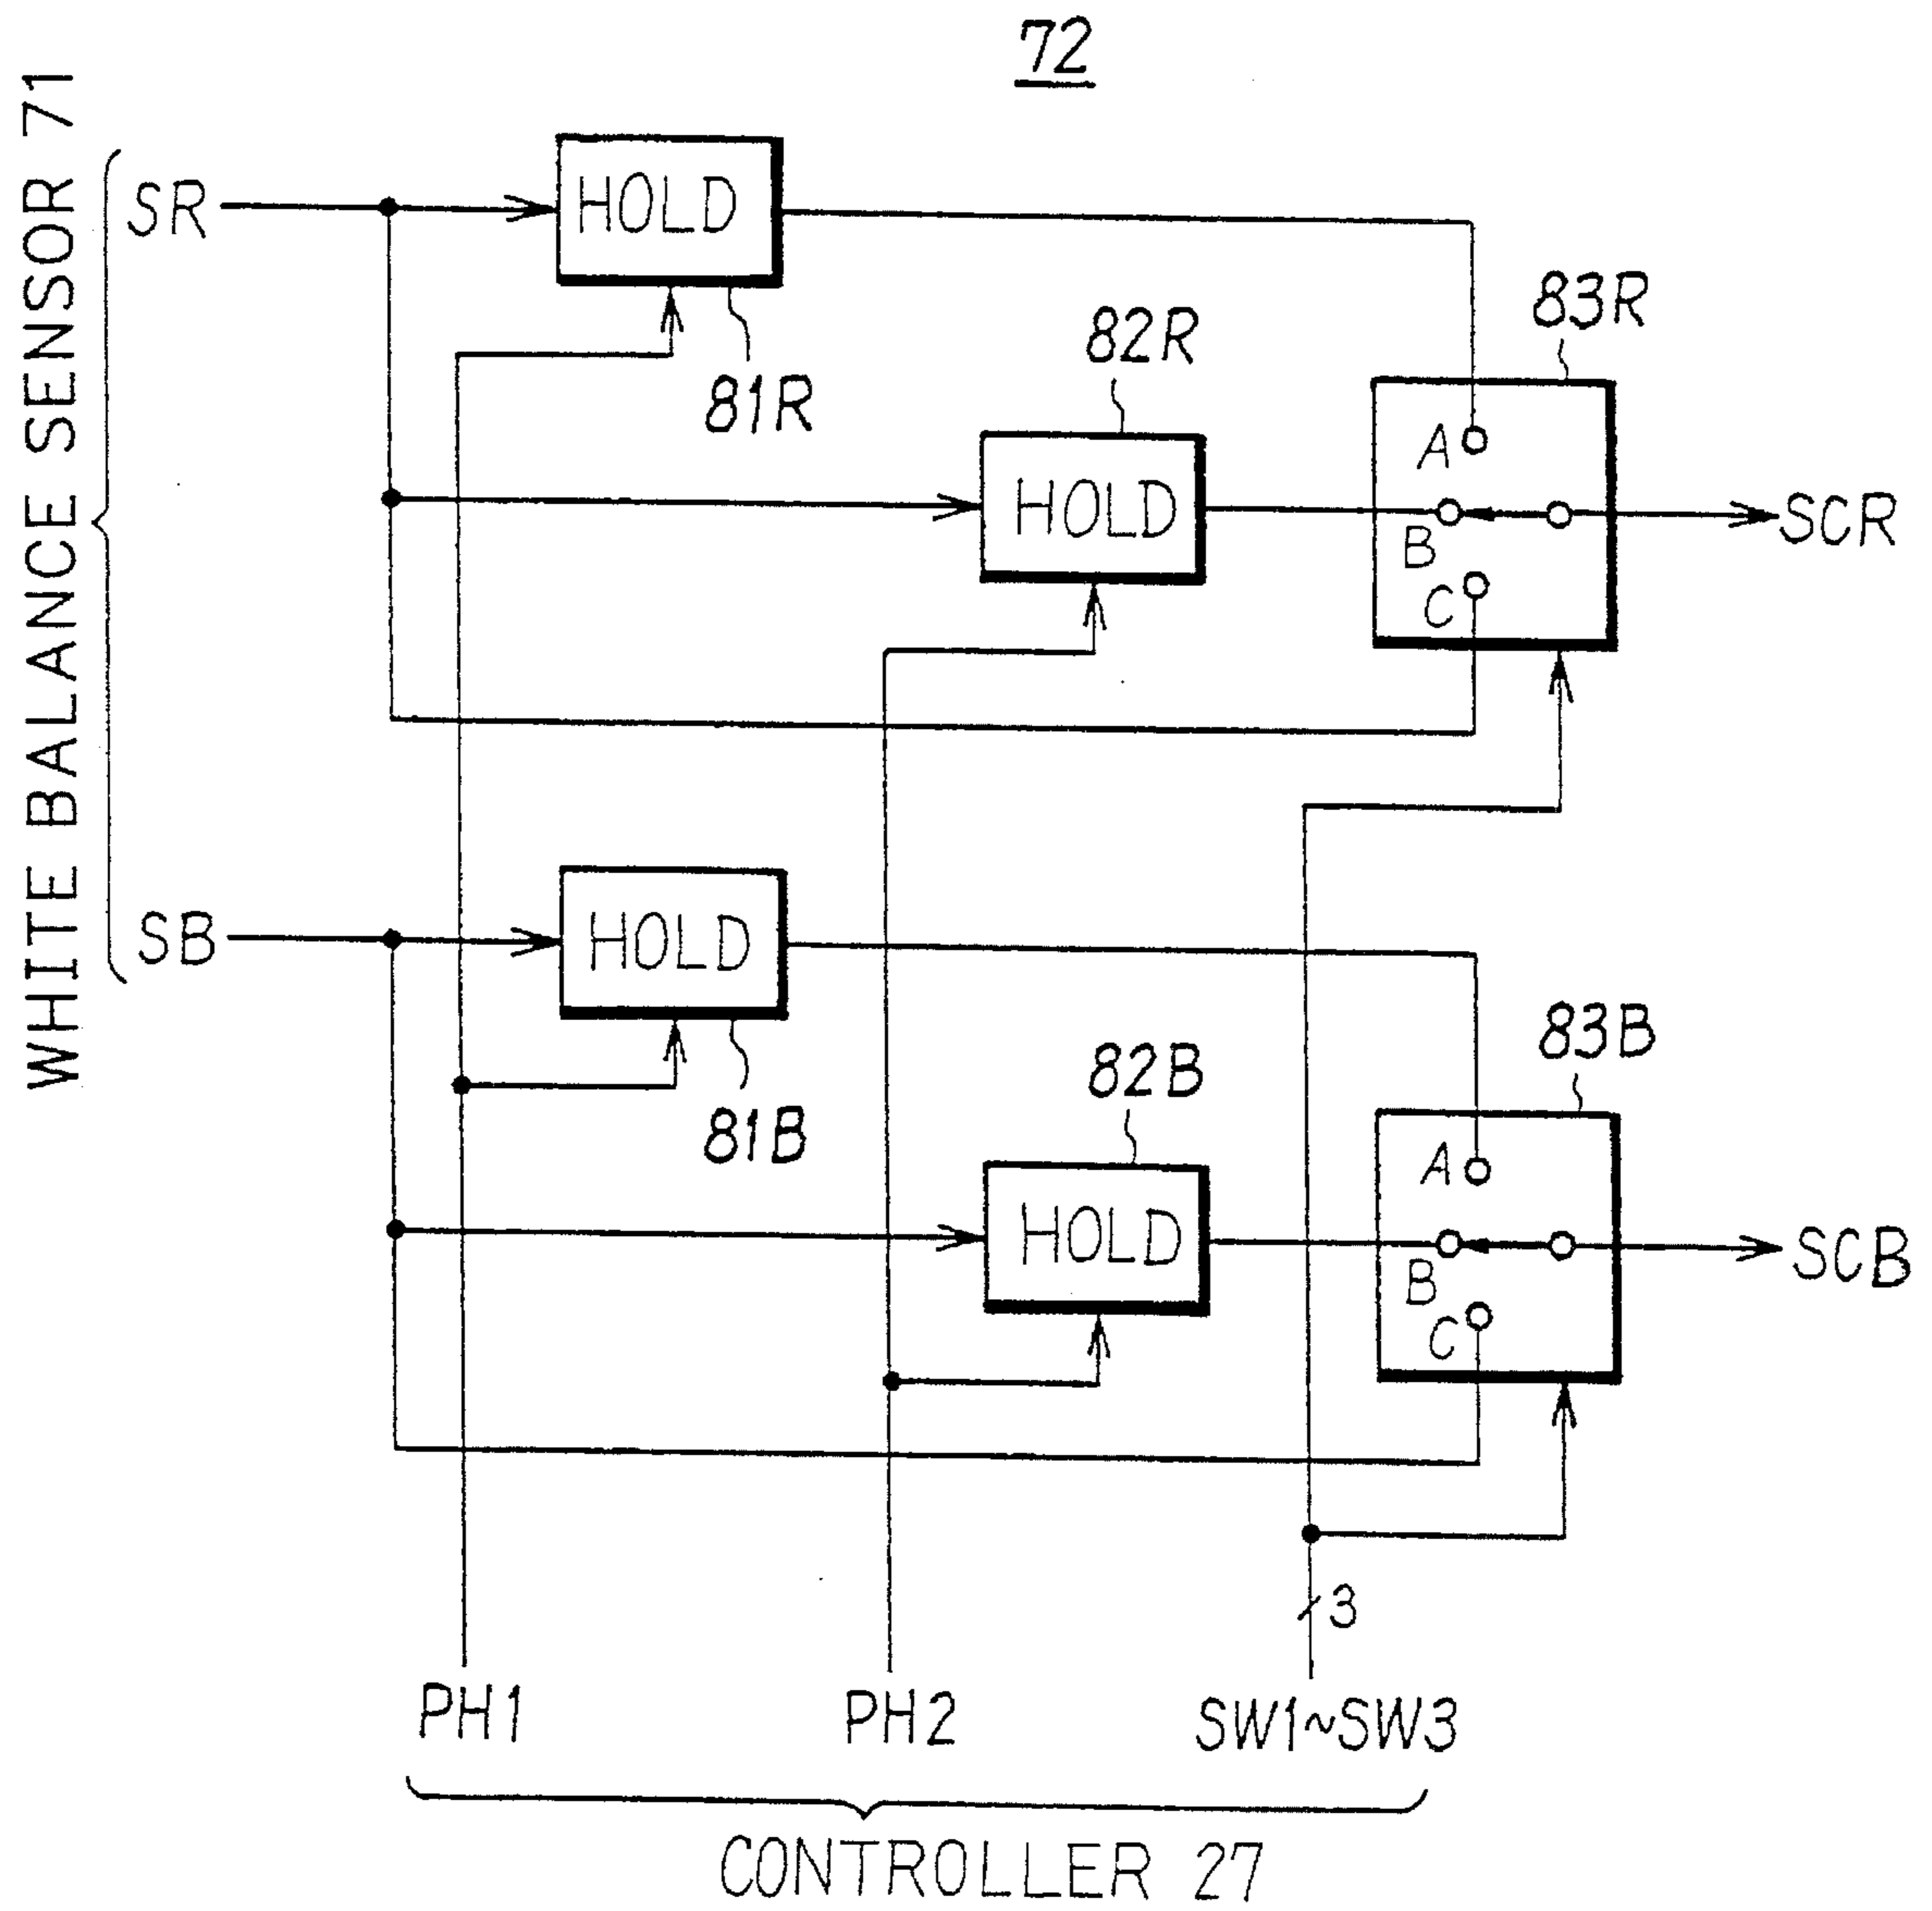 72
WHITE BALANCE SENSOR 71
SR
HOLD
81R
82R
HOLD
83R
A
B
C
SCR
SB
HOLD
81B
82B
HOLD
83B
A
B
C
SCB
3
PH1
PH2
SW1~SW3
CONTROLLER 27